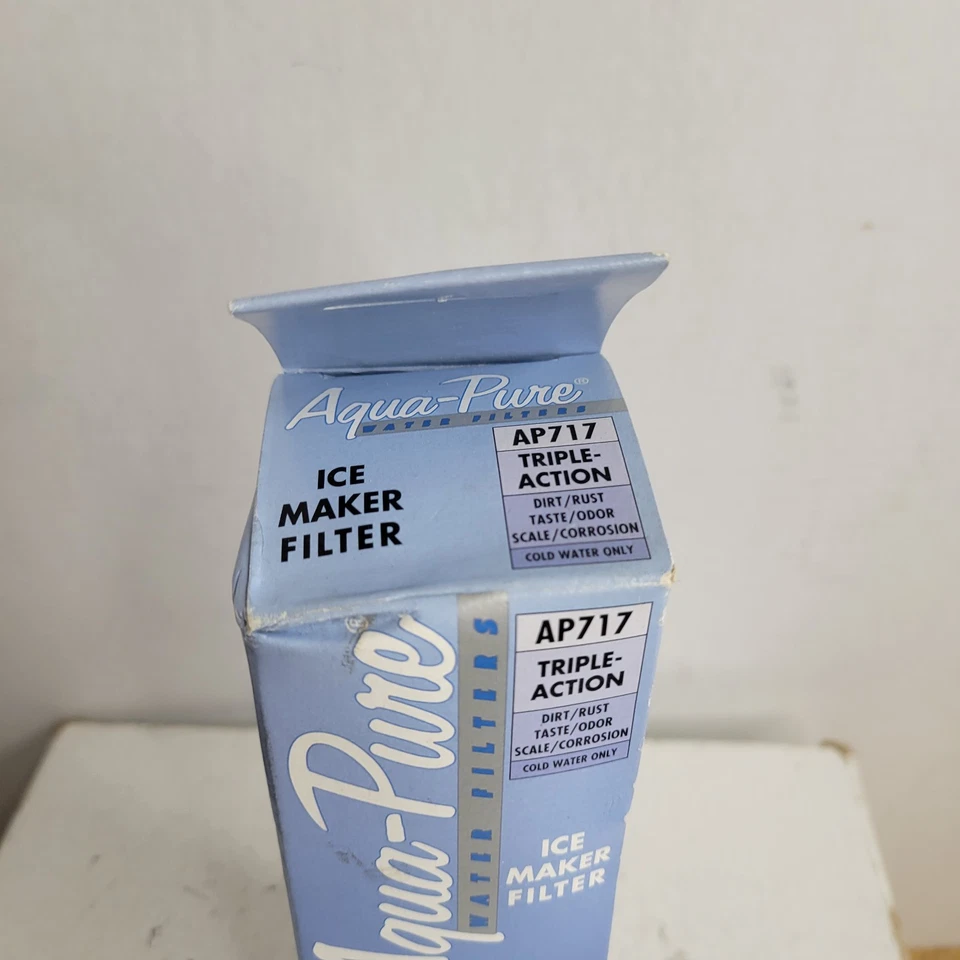 Aqua-Pure®
WATER FILTERS
ICE
MAKER
FILTER
AP717
TRIPLE-
ACTION
DIRT/RUST
TASTE/ODOR
SCALE/CORROSION
COLD WATER ONLY
Aqua-Pure®
WATER FILTERS
AP717
TRIPLE-
ACTION
DIRT/RUST
TASTE/ODOR
SCALE/CORROSION
COLD WATER ONLY
ICE
MAKER
FILTER